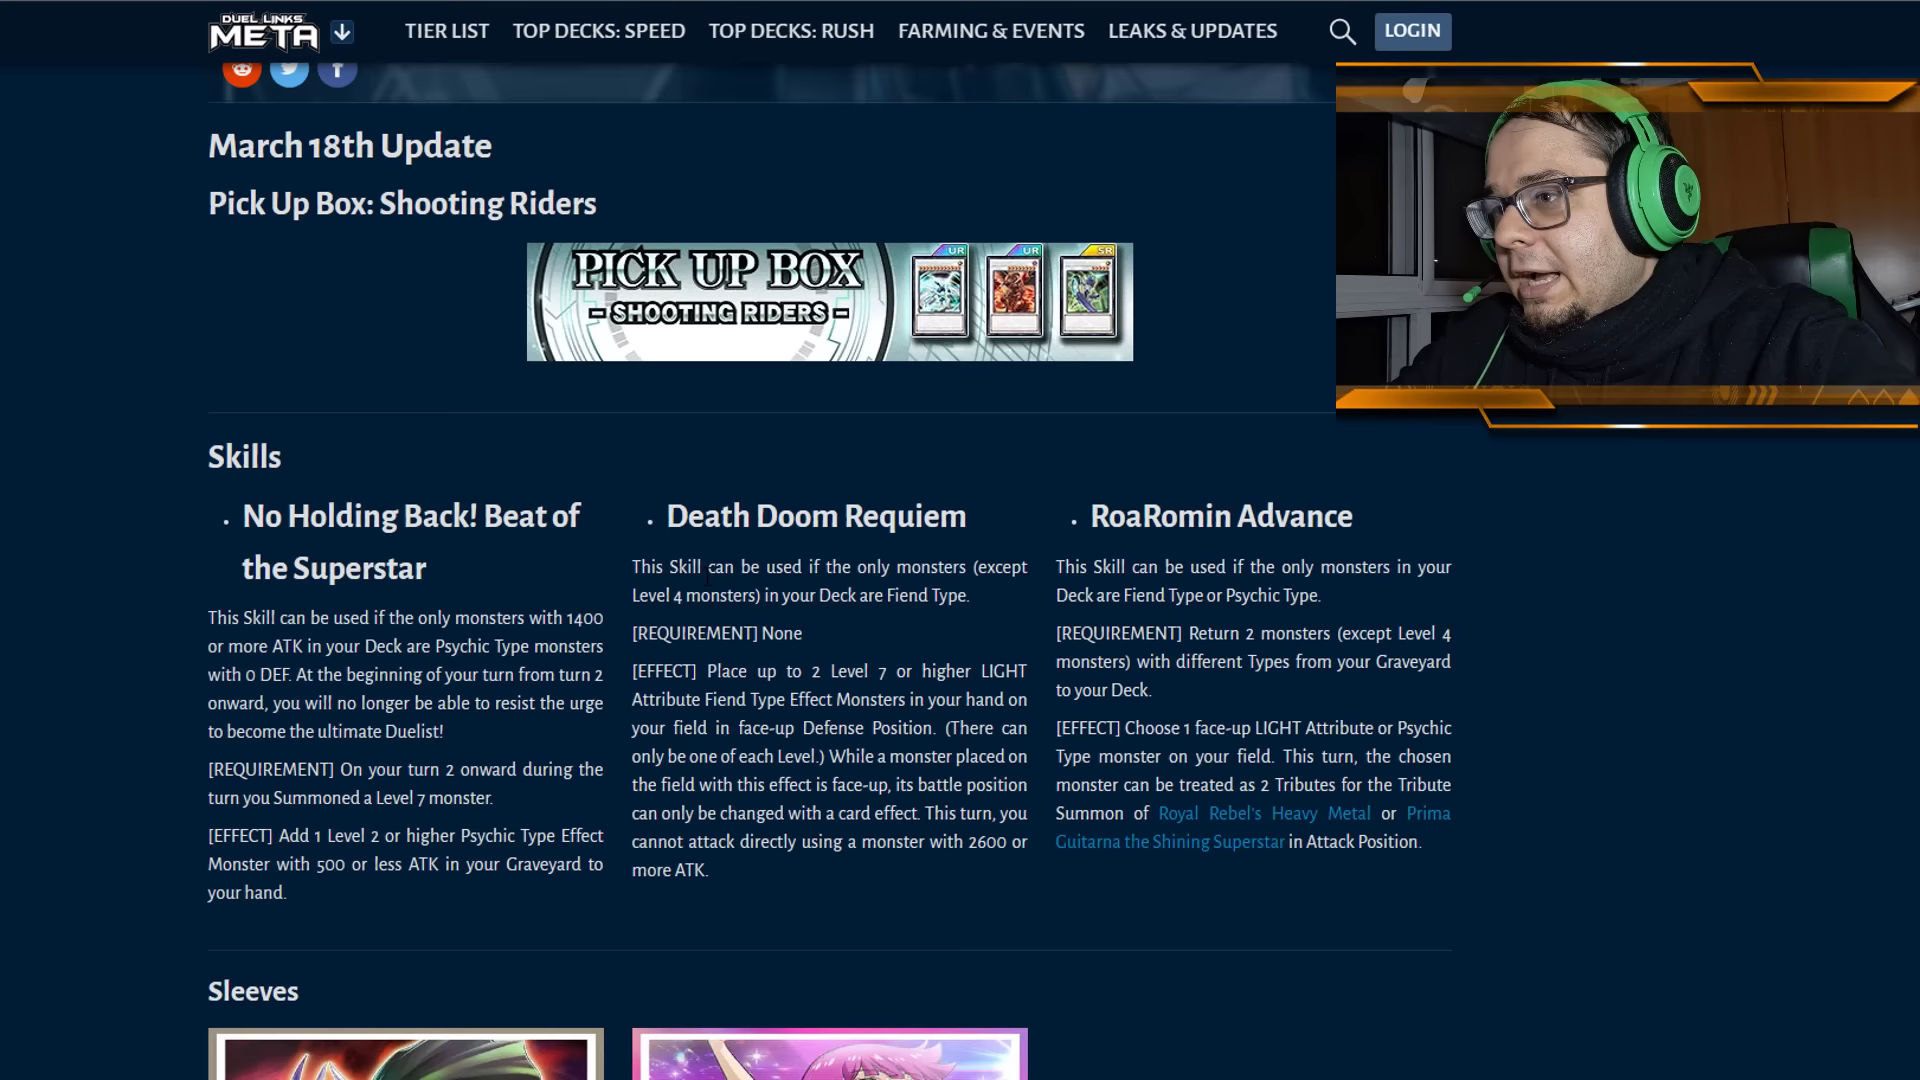 DUEL LINKS
META
TIER LIST
TOP DECKS: SPEED
TOP DECKS: RUSH
FARMING & EVENTS
LEAKS & UPDATES
LOGIN
March 18th Update
Pick Up Box: Shooting Riders
PICK UP BOX
- SHOOTING RIDERS -
UR
UR
SR
Skills
No Holding Back! Beat of
the Superstar
This Skill can be used if the only monsters with 1400
or more ATK in your Deck are Psychic Type monsters
with 0 DEF. At the beginning of your turn from turn 2
onward, you will no longer be able to resist the urge
to become the ultimate Duelist!
[REQUIREMENT] On your turn 2 onward during the
turn you Summoned a Level 7 monster.
[EFFECT] Add 1 Level 2 or higher Psychic Type Effect
Monster with 500 or less ATK in your Graveyard to
your hand.
Death Doom Requiem
This Skill can be used if the only monsters (except
Level 4 monsters) in your Deck are Fiend Type.
[REQUIREMENT] None
[EFFECT] Place up to 2 Level 7 or higher LIGHT
Attribute Fiend Type Effect Monsters in your hand on
your field in face-up Defense Position. (There can
only be one of each Level.) While a monster placed on
the field with this effect is face-up, its battle position
can only be changed with a card effect. This turn, you
cannot attack directly using a monster with 2600 or
more ATK.
RoaRomin Advance
This Skill can be used if the only monsters in your
Deck are Fiend Type or Psychic Type.
[REQUIREMENT] Return 2 monsters (except Level 4
monsters) with different Types from your Graveyard
to your Deck.
[EFFECT] Choose 1 face-up LIGHT Attribute or Psychic
Type monster on your field. This turn, the chosen
monster can be treated as 2 Tributes for the Tribute
Summon of Royal Rebel's Heavy Metal or Prima
Guitarna the Shining Superstar in Attack Position.
Sleeves